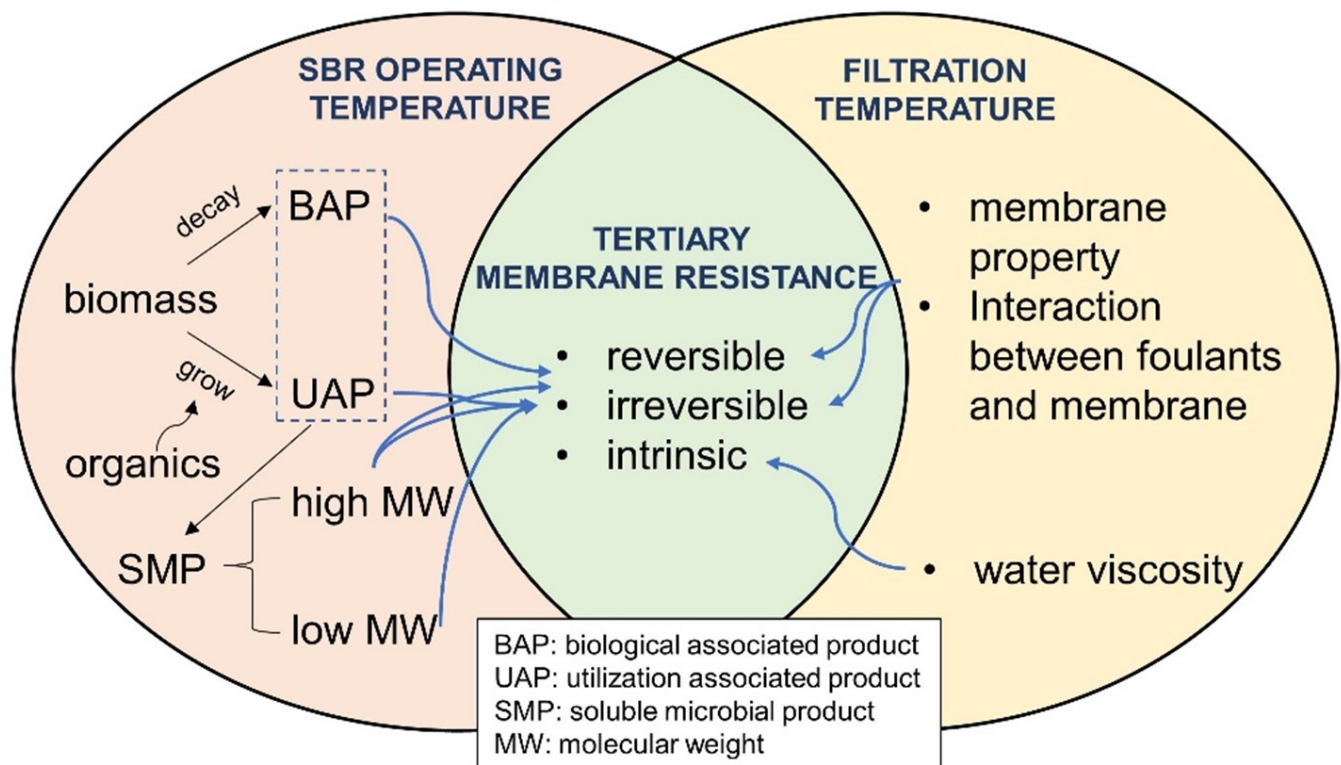 SBR OPERATING
TEMPERATURE
decay
BAP
biomass
grow
UAP
organics
high MW
SMP
low MW
TERTIARY
MEMBRANE RESISTANCE
• reversible
• irreversible
• intrinsic
FILTRATION
TEMPERATURE
• membrane
property
• Interaction
between foulants
and membrane
• water viscosity
BAP: biological associated product
UAP: utilization associated product
SMP: soluble microbial product
MW: molecular weight